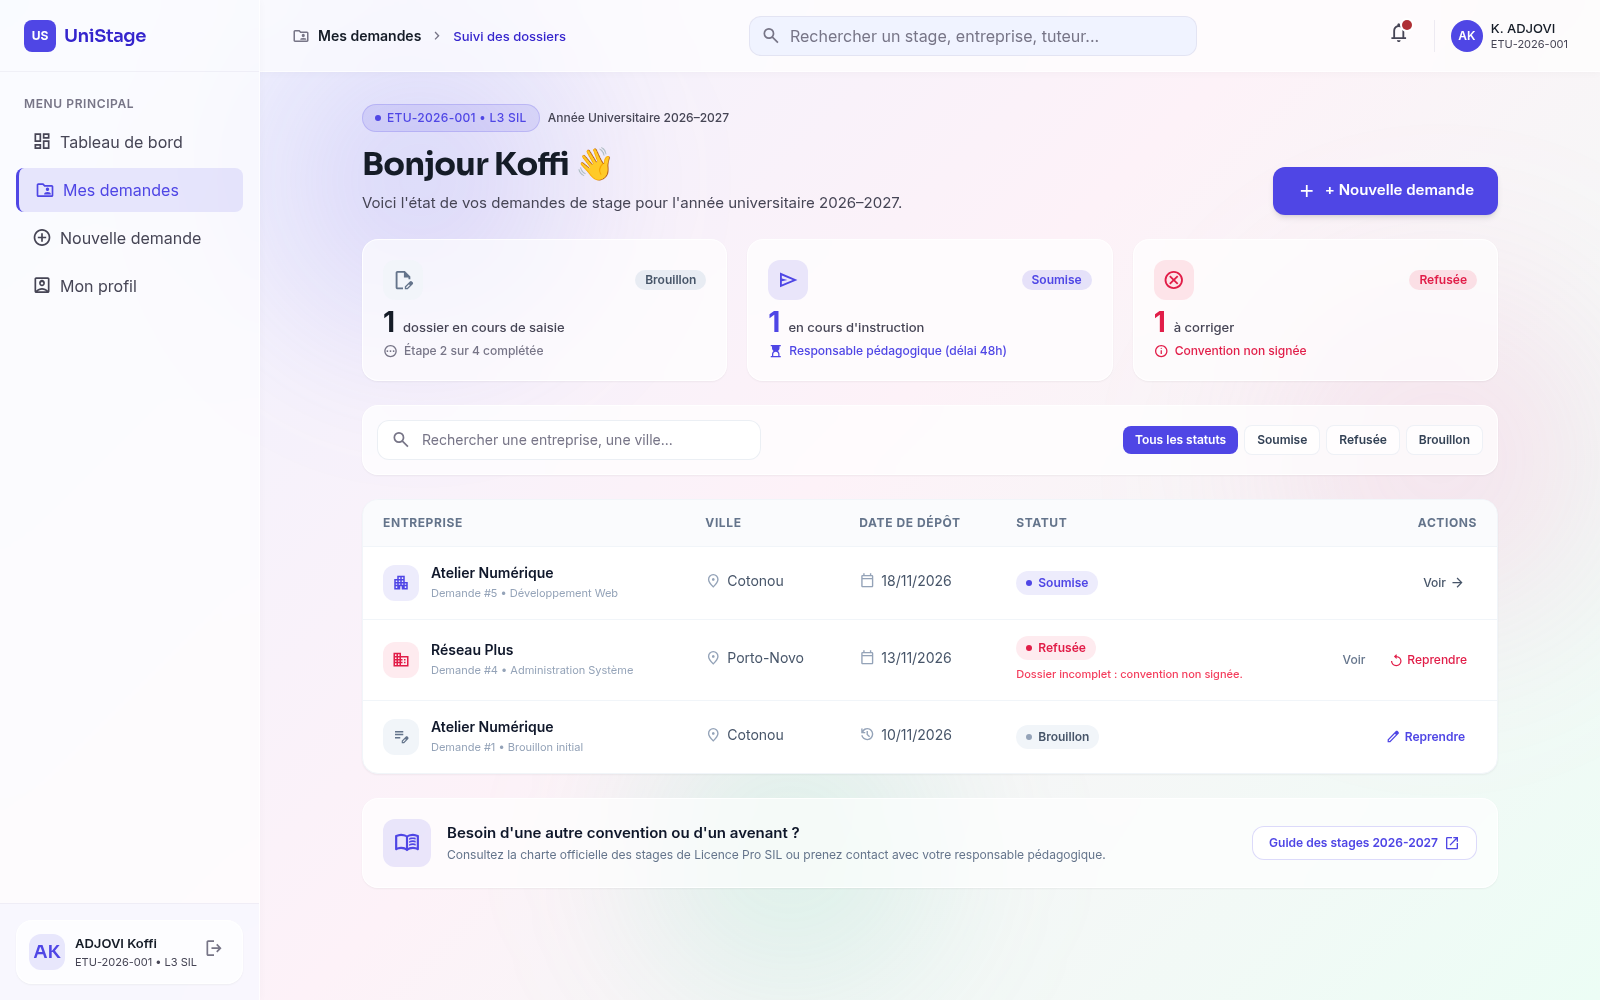 US UniStage
MENU PRINCIPAL
Tableau de bord
Mes demandes
Nouvelle demande
Mon profil
AK
ADJOVI Koffi
ETU-2026-001 • L3 SIL
Mes demandes
Suivi des dossiers
Rechercher un stage, entreprise, tuteur...
AK
K. ADJOVI
ETU-2026-001
ETU-2026-001 • L3 SIL
Année Universitaire 2026–2027
Bonjour Koffi 👋
Voici l'état de vos demandes de stage pour l'année universitaire 2026–2027.
+ Nouvelle demande
Brouillon
1 dossier en cours de saisie
Étape 2 sur 4 complétée
Soumise
1 en cours d'instruction
Responsable pédagogique (délai 48h)
Refusée
1 à corriger
Convention non signée
Rechercher une entreprise, une ville...
Tous les statuts
Soumise
Refusée
Brouillon
ENTREPRISE VILLE DATE DE DÉPÔT STATUT ACTIONS
Atelier Numérique
Demande #5 • Développement Web
Cotonou
18/11/2026
Soumise
Voir →
Réseau Plus
Demande #4 • Administration Système
Porto-Novo
13/11/2026
Refusée
Dossier incomplet : convention non signée.
Voir
Reprendre
Atelier Numérique
Demande #1 • Brouillon initial
Cotonou
10/11/2026
Brouillon
Reprendre
Besoin d'une autre convention ou d'un avenant ?
Consultez la charte officielle des stages de Licence Pro SIL ou prenez contact avec votre responsable pédagogique.
Guide des stages 2026-2027